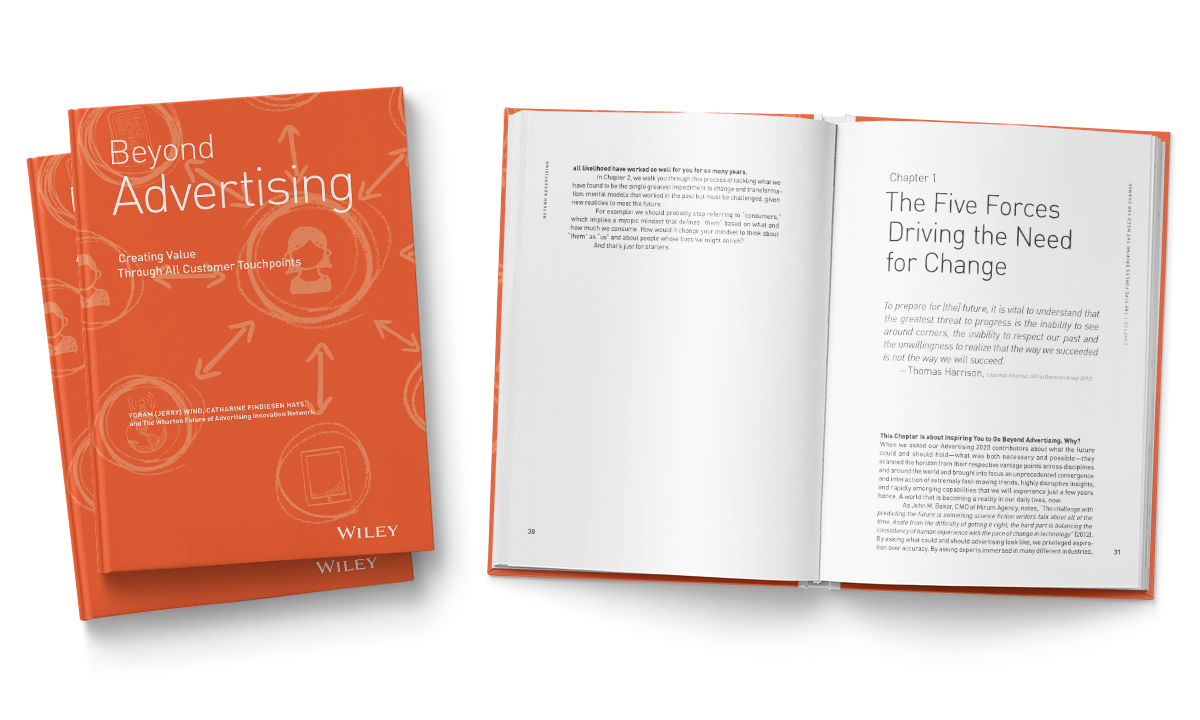 Beyond
Advertising
Creating Value
Through All Customer Touchpoints
YORAM (JERRY) WIND, CATHARINE FINDIESEN HAYS,
and The Wharton Future of Advertising Innovation Network
WILEY
WILEY
BEYOND ADVERTISING
all likelihood have worked so well for you for so many years.
In Chapter 2, we walk you through this process of tackling what we
have found to be the single greatest impediment to change and transforma-
tion: mental models that worked in the past but must be challenged, given
new realities to meet the future.
For example: we should probably stop referring to "consumers,"
which implies a myopic mindset that defines "them" based on what and
how much we consume. How would it change your mindset to think about
"them" as "us" and about people whose lives we might enrich?
And that's just for starters.
30
Chapter 1
The Five Forces
Driving the Need
for Change
To prepare for [the] future, it is vital to understand that
the greatest threat to progress is the inability to see
around corners, the inability to respect our past and
the unwillingness to realize that the way we succeeded
is not the way we will succeed.
—Thomas Harrison,
This Chapter is about Inspiring You to Go Beyond Advertising. Why?
When we asked our Advertising 2020 contributors about what the future
could and should hold—what was both necessary and possible—they
scanned the horizon from their respective vantage points across disciplines
and around the world and brought into focus an unprecedented convergence
and interaction of extremely fast-moving trends, highly disruptive insights,
and rapidly emerging capabilities that we will experience just a few years
hence. A world that is becoming a reality in our daily lives, now.
As John M. Baker, CMO of Mirum Agency, notes, "The challenge with
predicting the future is something science fiction writers talk about all of the
time. Aside from the difficulty of getting it right, the hard part is balancing the
consistency of human experience with the pace of change in technology" (2012).
By asking what could and should advertising look like, we privileged aspira-
tion over accuracy. By asking experts immersed in many different industries,
31
CHAPTER 1 THE FIVE FORCES DRIVING THE NEED FOR CHANGE